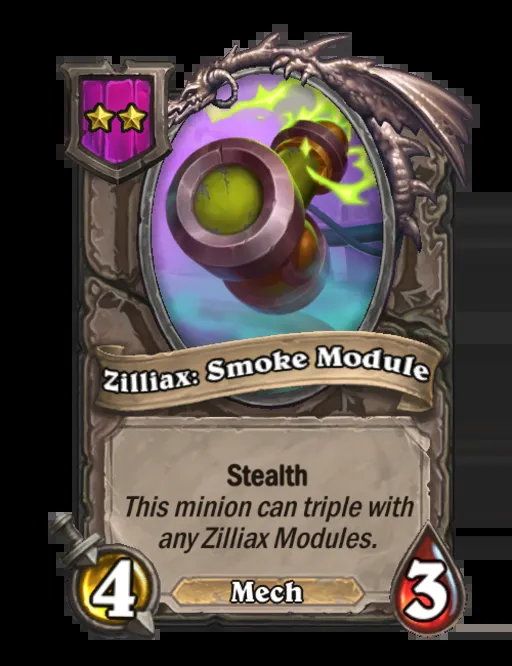 Zilliax: Smoke Module
Stealth
This minion can triple with
any Zilliax Modules.
4
Mech
3